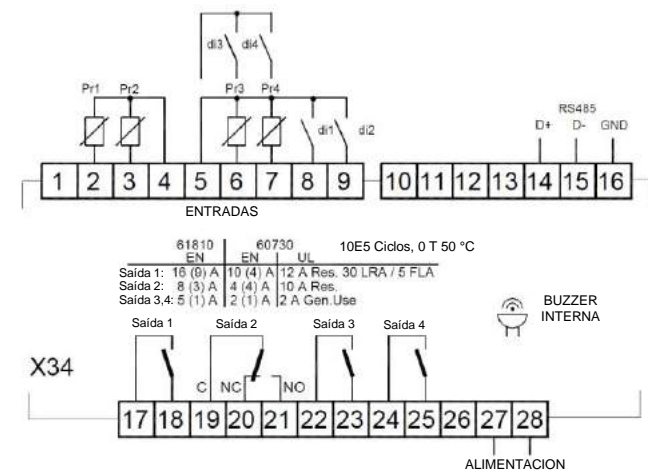 di3 di4
Pr1 Pr2 Pr3 Pr4
di1 di2
RS485
D+ D- GND
1 2 3 4 5 6 7 8 9 10 11 12 13 14 15 16
ENTRADAS
61810 60730 10E5 Ciclos, 0 T 50 °C
EN EN UL
Saída 1: 16 (9) A 10 (4) A 12 A Res. 30 LRA / 5 FLA
Saída 2: 8 (3) A 4 (4) A 10 A Res.
Saída 3,4: 5 (1) A 2 (1) A 2 A Gen.Use
BUZZER
INTERNA
Saída 1 Saída 2 Saída 3 Saída 4
X34
C NC NO
17 18 19 20 21 22 23 24 25 26 27 28
ALIMENTACION